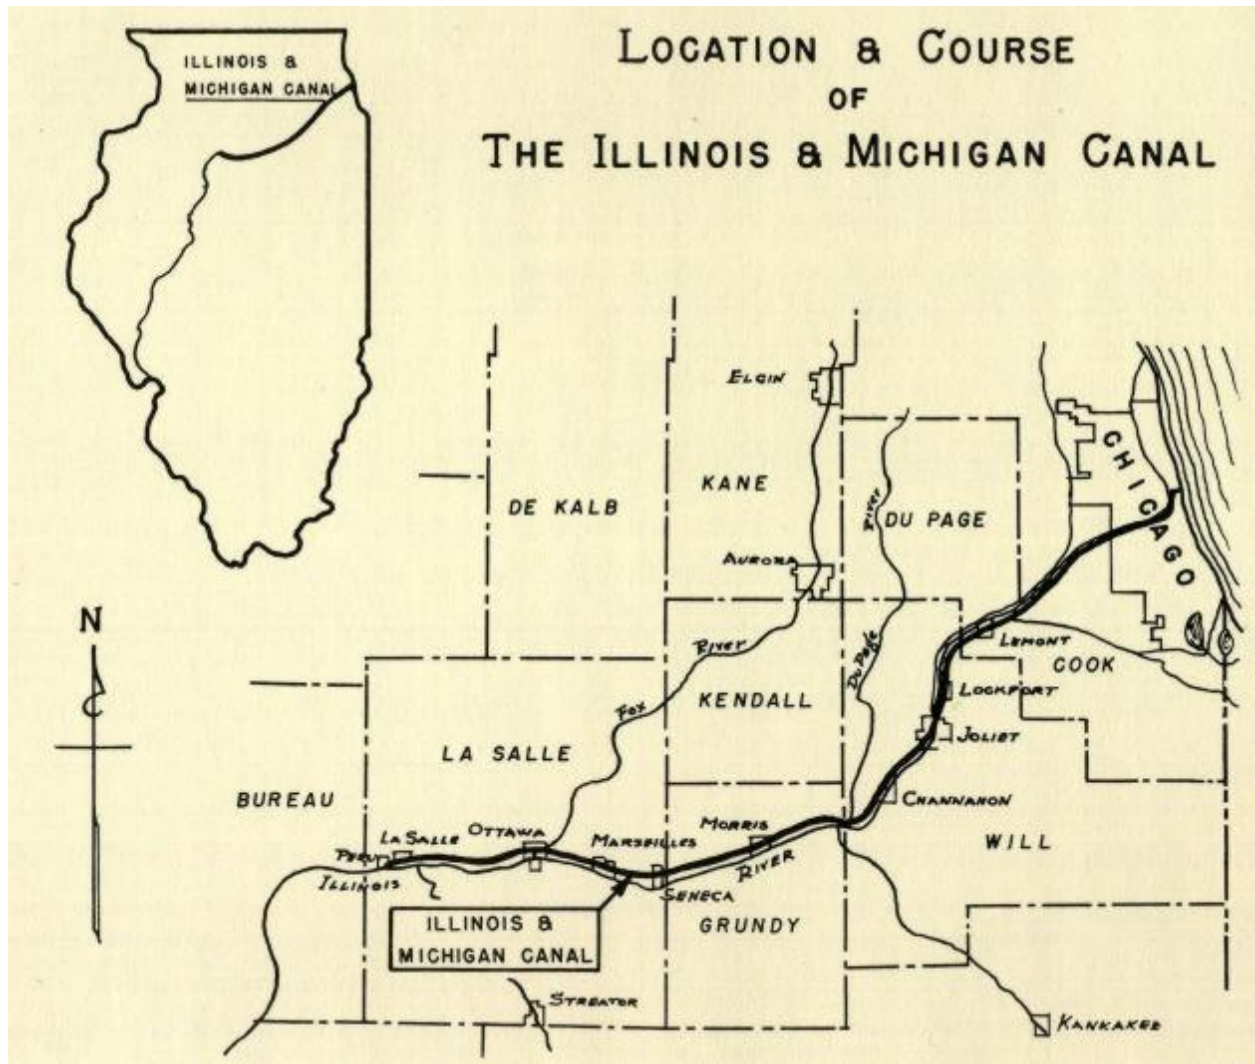 LOCATION & COURSE
OF
THE ILLINOIS & MICHIGAN CANAL
ILLINOIS &
MICHIGAN CANAL
ELGIN
CHICAGO
KANE
DE KALB
River
DU PAGE
AURORA
N
River
Du Page
LEMONT
COOK
Fox
KENDALL
LOCKPORT
JOLIET
LA SALLE
BUREAU
CHANNAHON
MORRIS
OTTAWA
LA SALLE
MARSEILLES
WILL
PERU
RIVER
ILLINOIS
SENECA
ILLINOIS &
MICHIGAN CANAL
GRUNDY
STREATOR
KANKAKEE